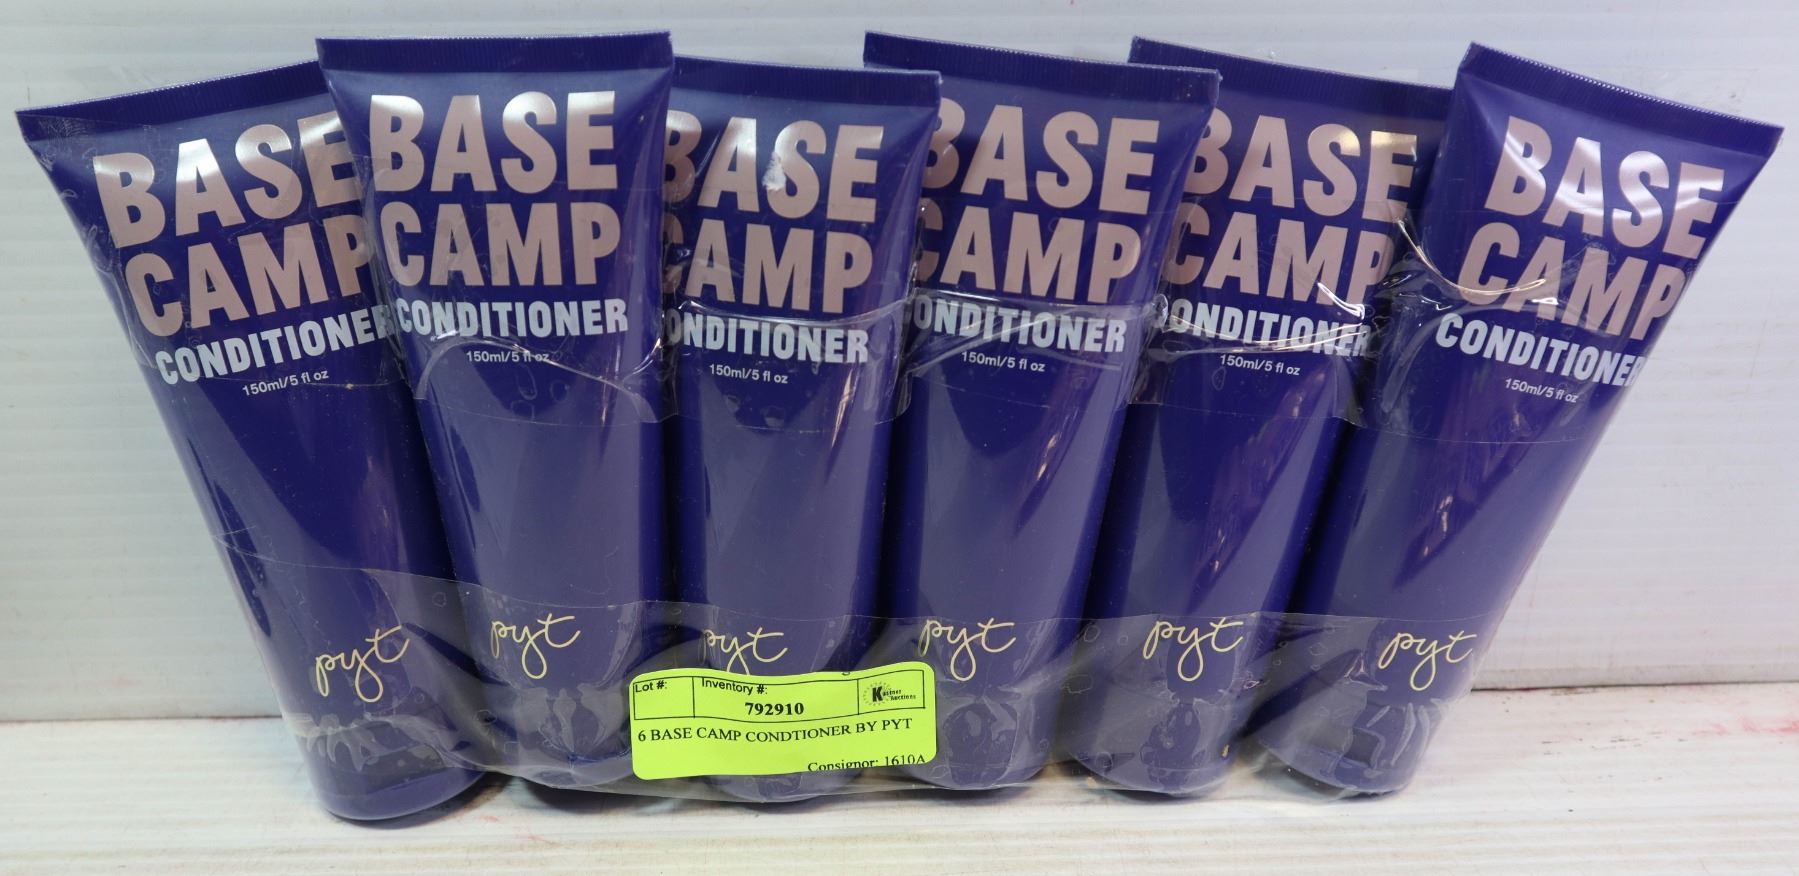 BASE
CAMP
CONDITIONER
150ml/5 fl oz
pyt
BASE
CAMP
CONDITIONER
150ml/5 fl oz
pyt
BASE
CAMP
CONDITIONER
150ml/5 fl oz
pyt
BASE
CAMP
CONDITIONER
150ml/5 fl oz
pyt
BASE
CAMP
CONDITIONER
150ml/5 fl oz
pyt
BASE
CAMP
CONDITIONER
150ml/5 fl oz
pyt
Lot #:
Inventory #:
792910
Kastner
Auctions
6 BASE CAMP CONDTIONER BY PYT
Consignor: 1610A